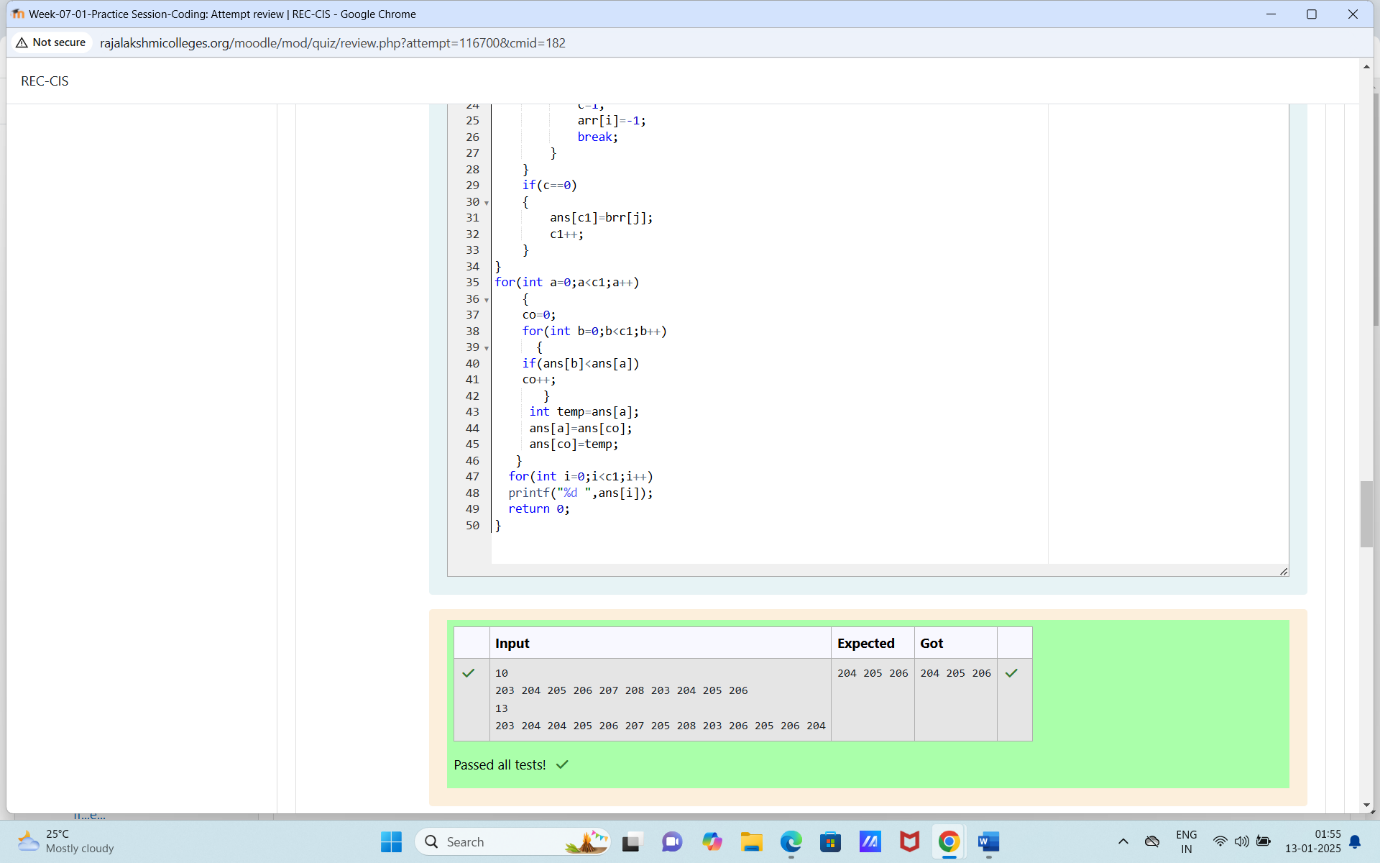 Week-07-01-Practice Session-Coding: Attempt review | REC-CIS - Google Chrome
Not secure rajalakshmicolleges.org/moodle/mod/quiz/review.php?attempt=116700&cmid=182
REC-CIS
24 c=1;
25 arr[i]=-1;
26 break;
27 }
28 }
29 if(c==0)
30 {
31 ans[c1]=brr[j];
32 c1++;
33 }
34 }
35 for(int a=0;a<c1;a++)
36 {
37 co=0;
38 for(int b=0;b<c1;b++)
39 {
40 if(ans[b]<ans[a])
41 co++;
42 }
43 int temp=ans[a];
44 ans[a]=ans[co];
45 ans[co]=temp;
46 }
47 for(int i=0;i<c1;i++)
48 printf("%d ",ans[i]);
49 return 0;
50 }
Input Expected Got
10 204 205 206 204 205 206
203 204 205 206 207 208 203 204 205 206
13
203 204 204 205 206 207 205 208 203 206 205 206 204
Passed all tests!
25°C
Mostly cloudy
Search
ENG
IN
01:55
13-01-2025